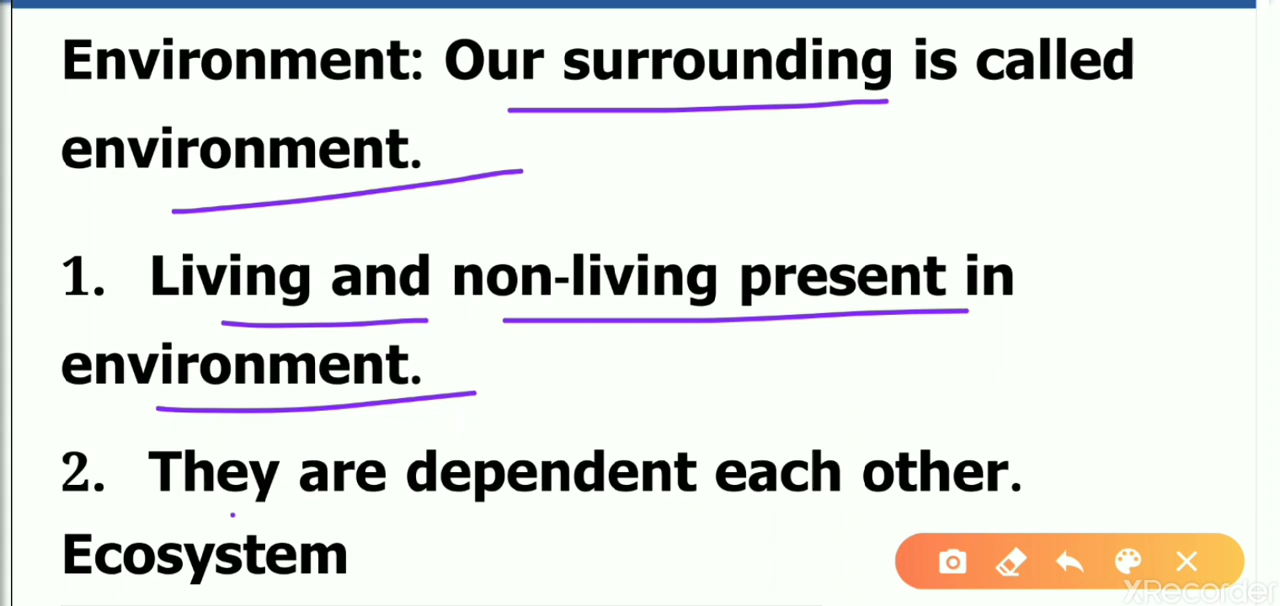 Environment: Our surrounding is called
environment.
1. Living and non-living present in
environment.
2. They are dependent each other.
Ecosystem
XRecorder